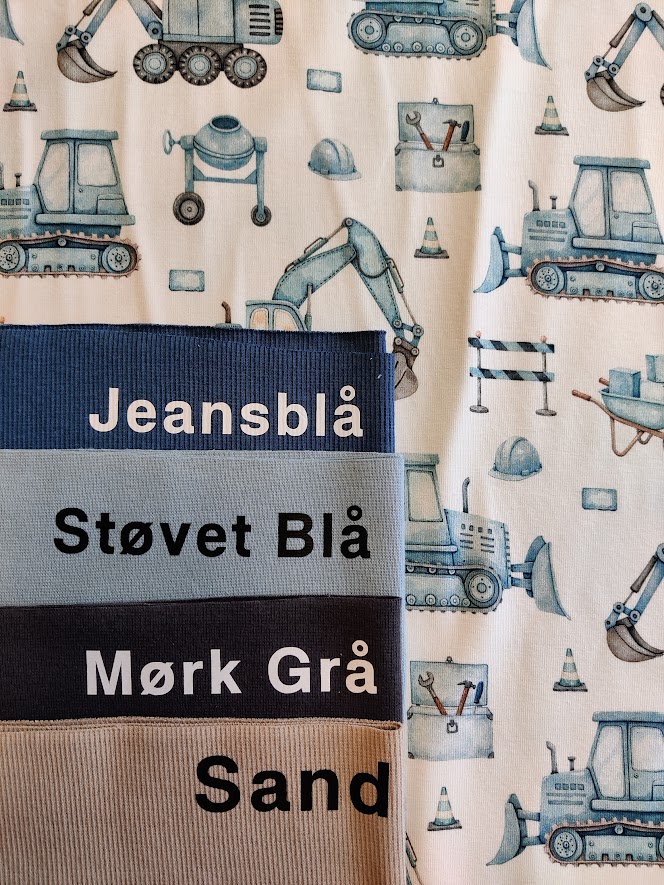 Jeansblå
Støvet Blå
Mørk Grå
Sand